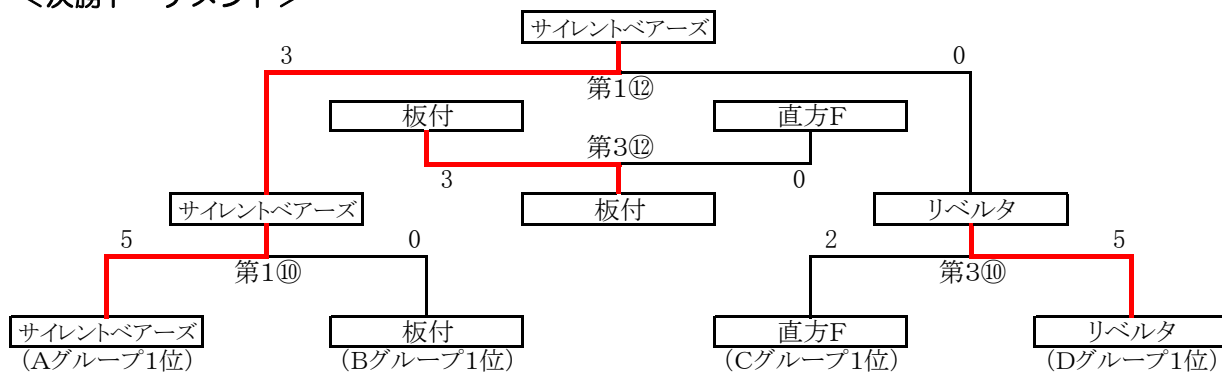 ＜決勝トーナメント＞
サイレントベアーズ
3 0
第1⑫
板付 直方F
第3⑫
3 0
サイレントベアーズ 板付 リベルタ
5 0 2 5
第1⑩ 第3⑩
サイレントベアーズ 板付 直方F リベルタ
(Aグループ1位) (Bグループ1位) (Cグループ1位) (Dグループ1位)